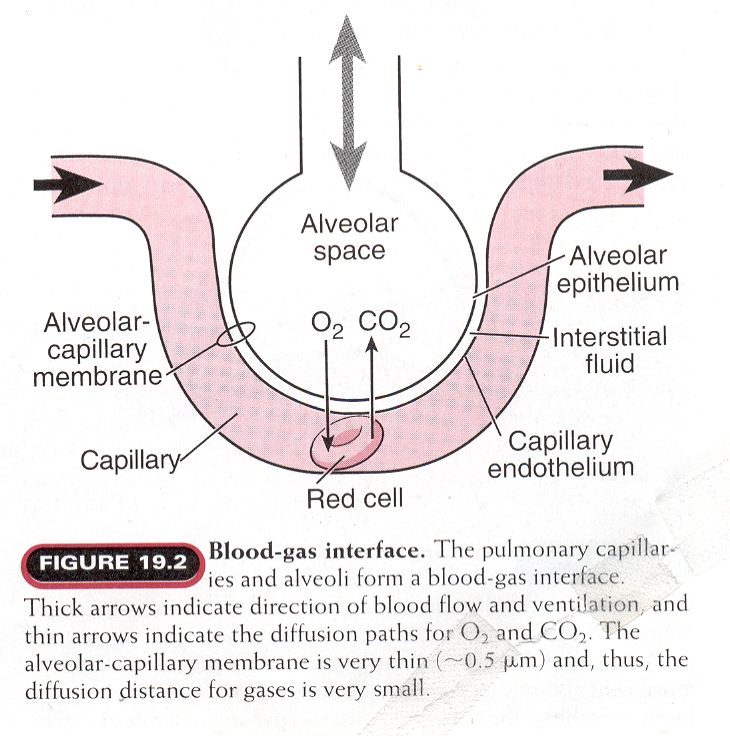 Alveolar
space
Alveolar
epithelium
Alveolar-
capillary
membrane
O₂ CO₂
Interstitial
fluid
Capillary
Capillary
endothelium
Red cell
FIGURE 19.2 Blood-gas interface. The pulmonary capillar-
ies and alveoli form a blood-gas interface.
Thick arrows indicate direction of blood flow and ventilation, and
thin arrows indicate the diffusion paths for O₂ and CO₂. The
alveolar-capillary membrane is very thin (~0.5 μm) and, thus, the
diffusion distance for gases is very small.